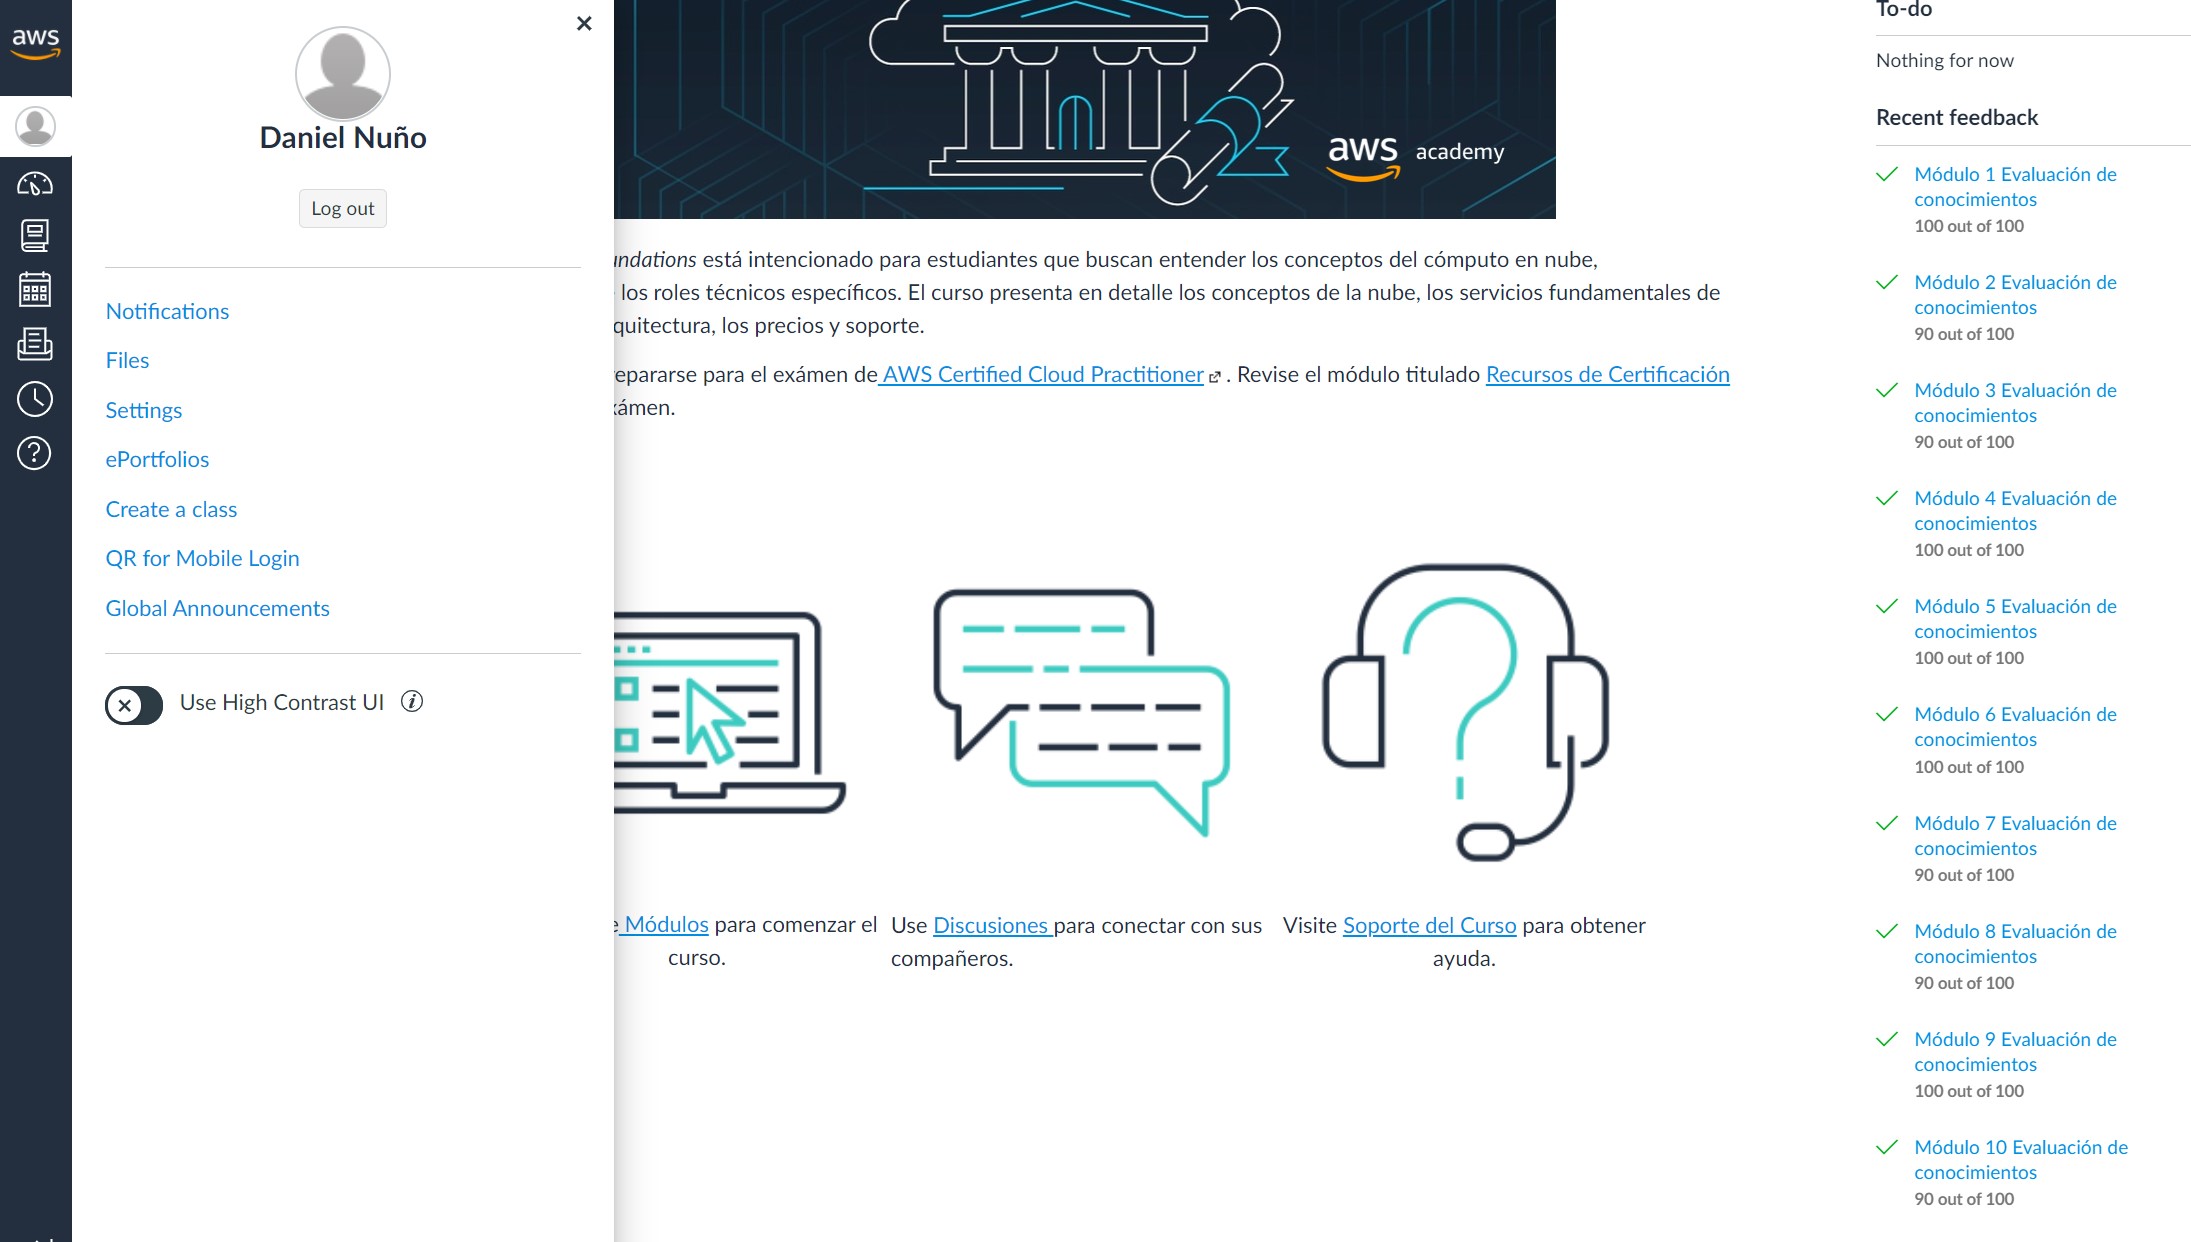 aws
Daniel Nuño
Log out
Notifications
Files
Settings
ePortfolios
Create a class
QR for Mobile Login
Global Announcements
Use High Contrast UI
aws academy
undations está intencionado para estudiantes que buscan entender los conceptos del cómputo en nube,
los roles técnicos específicos. El curso presenta en detalle los conceptos de la nube, los servicios fundamentales de
quitectura, los precios y soporte.
epararse para el exámen de AWS Certified Cloud Practitioner . Revise el módulo titulado Recursos de Certificación
xámen.
e Módulos para comenzar el
curso.
Use Discusiones para conectar con sus
compañeros.
Visite Soporte del Curso para obtener
ayuda.
To-do
Nothing for now
Recent feedback
Módulo 1 Evaluación de
conocimientos
100 out of 100
Módulo 2 Evaluación de
conocimientos
90 out of 100
Módulo 3 Evaluación de
conocimientos
90 out of 100
Módulo 4 Evaluación de
conocimientos
100 out of 100
Módulo 5 Evaluación de
conocimientos
100 out of 100
Módulo 6 Evaluación de
conocimientos
100 out of 100
Módulo 7 Evaluación de
conocimientos
90 out of 100
Módulo 8 Evaluación de
conocimientos
90 out of 100
Módulo 9 Evaluación de
conocimientos
100 out of 100
Módulo 10 Evaluación de
conocimientos
90 out of 100